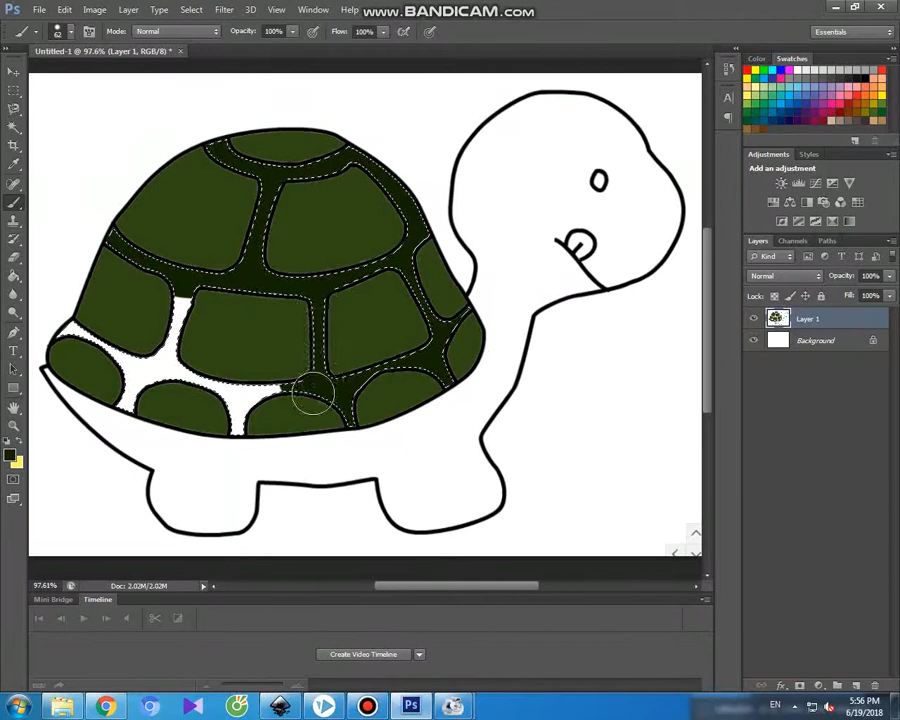 Ps File Edit Image Layer Type Select Filter 3D View Window Help
www.BANDICAM.com
62 Mode: Normal Opacity: 100% Flow: 100% Essentials
Untitled-1 @ 97.6% (Layer 1, RGB/8) * ×
Color Swatches
Adjustments Styles
Add an adjustment
Layers Channels Paths
Kind
Normal Opacity: 100%
Lock: Fill: 100%
Layer 1
Background
97.61% Doc: 2.02M/2.02M
Mini Bridge Timeline
Create Video Timeline
EN 5:56 PM
6/19/2018